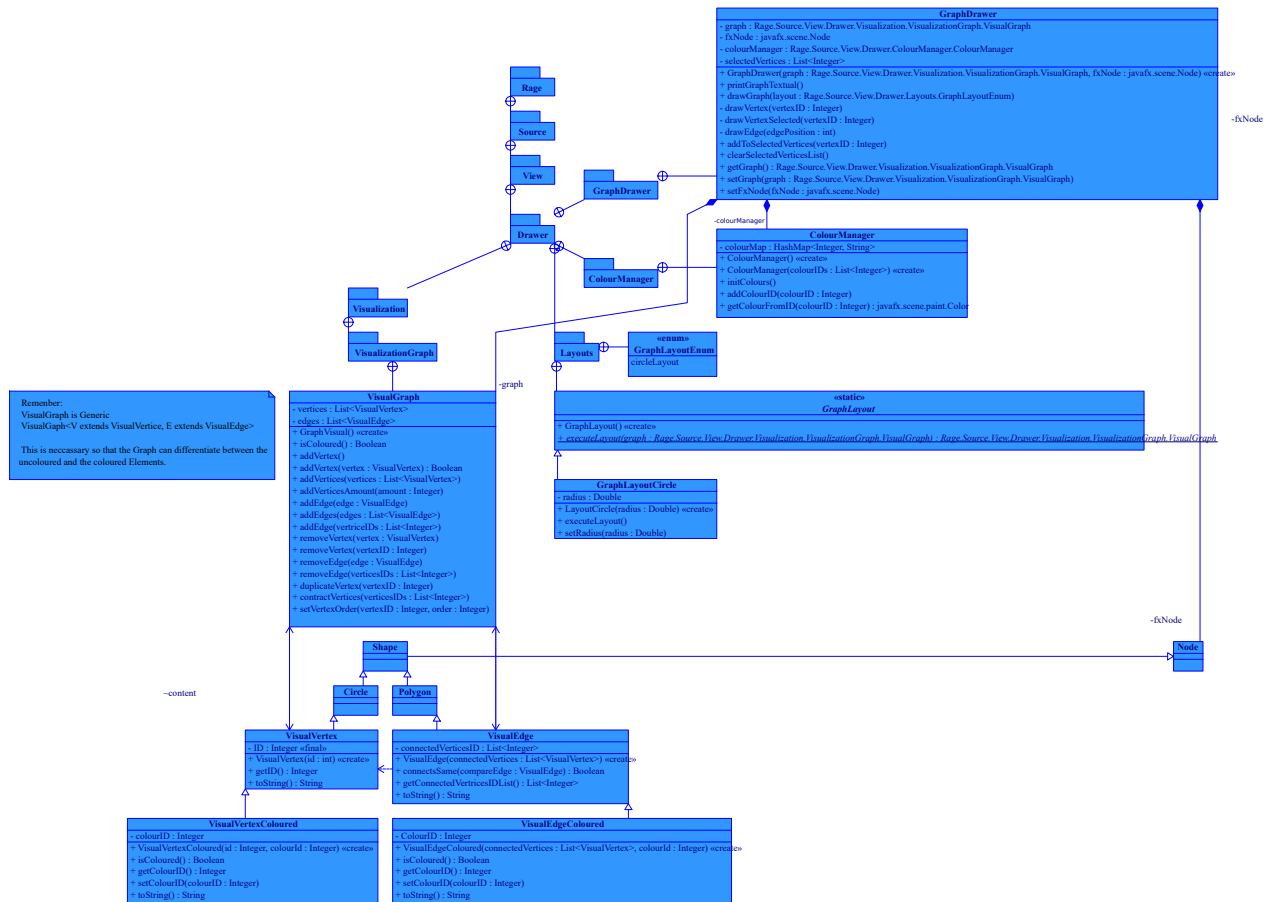 GraphDrawer
- graph : Rage.Source.View.Drawer.Visualization.VisualizationGraph.VisualGraph
- fxNode : javafx.scene.Node
- colourManager : Rage.Source.View.Drawer.ColourManager.ColourManager
- selectedVertices : List<Integer>
+ GraphDrawer(graph : Rage.Source.View.Drawer.Visualization.VisualizationGraph.VisualGraph, fxNode : javafx.scene.Node) «create»
+ printGraphTextual()
+ drawGraph(layout : Rage.Source.View.Drawer.Layouts.GraphLayoutEnum)
- drawVertex(vertexID : Integer)
- drawVertexSelected(vertexID : Integer)
- drawEdge(edgePosition : int)
+ addToSelectedVertices(vertexID : Integer)
+ clearSelectedVerticesList()
+ getGraph() : Rage.Source.View.Drawer.Visualization.VisualizationGraph.VisualGraph
+ setGraph(graph : Rage.Source.View.Drawer.Visualization.VisualizationGraph.VisualGraph)
+ setFxNode(fxNode : javafx.scene.Node)
-fxNode
Rage
Source
View
GraphDrawer
Drawer
-colourManager
ColourManager
- colourMap : HashMap<Integer, String>
+ ColourManager() «create»
+ ColourManager(colourIDs : List<Integer>) «create»
+ initColours()
+ addColourID(colourID : Integer)
+ getColourFromID(colourID : Integer) : javafx.scene.paint.Color
ColourManager
Visualization
VisualizationGraph
Layouts
«enum»
GraphLayoutEnum
circleLayout
-graph
Remember:
VisualGraph is Generic
VisualGaph<V extends VisualVertice, E extends VisualEdge>
This is neccassary so that the Graph can differentiate between the
uncoloured and the coloured Elements.
VisualGraph
- vertices : List<VisualVertex>
- edges : List<VisualEdge>
+ GraphVisual() «create»
+ isColoured() : Boolean
+ addVertex()
+ addVertex(vertex : VisualVertex) : Boolean
+ addVertices(vertices : List<VisualVertex>)
+ addVerticesAmount(amount : Integer)
+ addEdge(edge : VisualEdge)
+ addEdges(edges : List<VisualEdge>)
+ addEdge(vertriceIDs : List<Integer>)
+ removeVertex(vertex : VisualVertex)
+ removeVertex(vertexID : Integer)
+ removeEdge(edge : VisualEdge)
+ removeEdge(verticesIDs : List<Integer>)
+ duplicateVertex(vertexID : Integer)
+ contractVertices(verticesIDs : List<Integer>)
+ setVertexOrder(vertexID : Integer, order : Integer)
«static»
GraphLayout
+ GraphLayout() «create»
+ executeLayout(graph : Rage.Source.View.Drawer.Visualization.VisualizationGraph.VisualGraph) : Rage.Source.View.Drawer.Visualization.VisualizationGraph.VisualGraph
GraphLayoutCircle
- radius : Double
+ LayoutCircle(radius : Double) «create»
+ executeLayout()
+ setRadius(radius : Double)
-fxNode
Shape
Node
~content
Circle
Polygon
VisualVertex
- ID : Integer «final»
+ VisualVertex(id : int) «create»
+ getID() : Integer
+ toString() : String
VisualEdge
- connectedVerticesID : List<Integer>
+ VisualEdge(connectedVertices : List<VisualVertex>) «create»
+ connectsSame(compareEdge : VisualEdge) : Boolean
+ getConnectedVertricesIDList() : List<Integer>
+ toString() : String
VisualVertexColoured
- colourID : Integer
+ VisualVertexColoured(id : Integer, colourId : Integer) «create»
+ isColoured() : Boolean
+ getColourID() : Integer
+ setColourID(colourID : Integer)
+ toString() : String
VisualEdgeColoured
- ColourID : Integer
+ VisualEdgeColoured(connectedVertices : List<VisualVertex>, colourId : Integer) «create»
+ isColoured() : Boolean
+ getColourID() : Integer
+ setColourID(colourID : Integer)
+ toString() : String